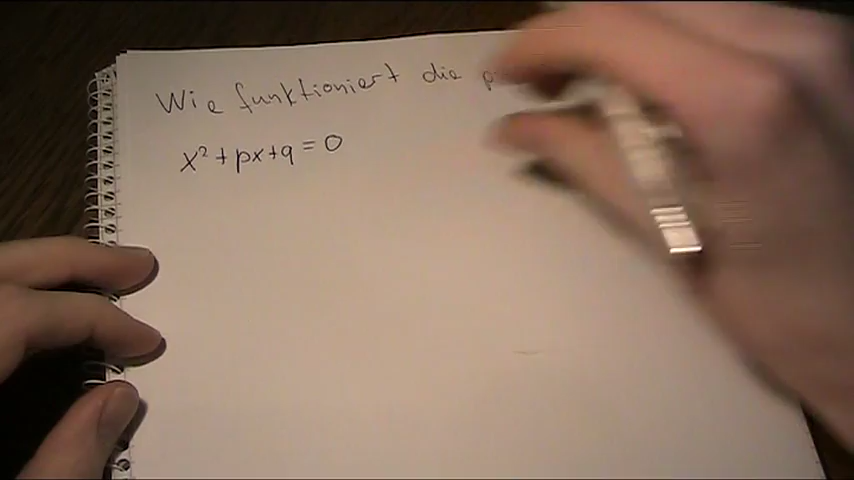 Wie funktioniert die
x² + px + q = 0